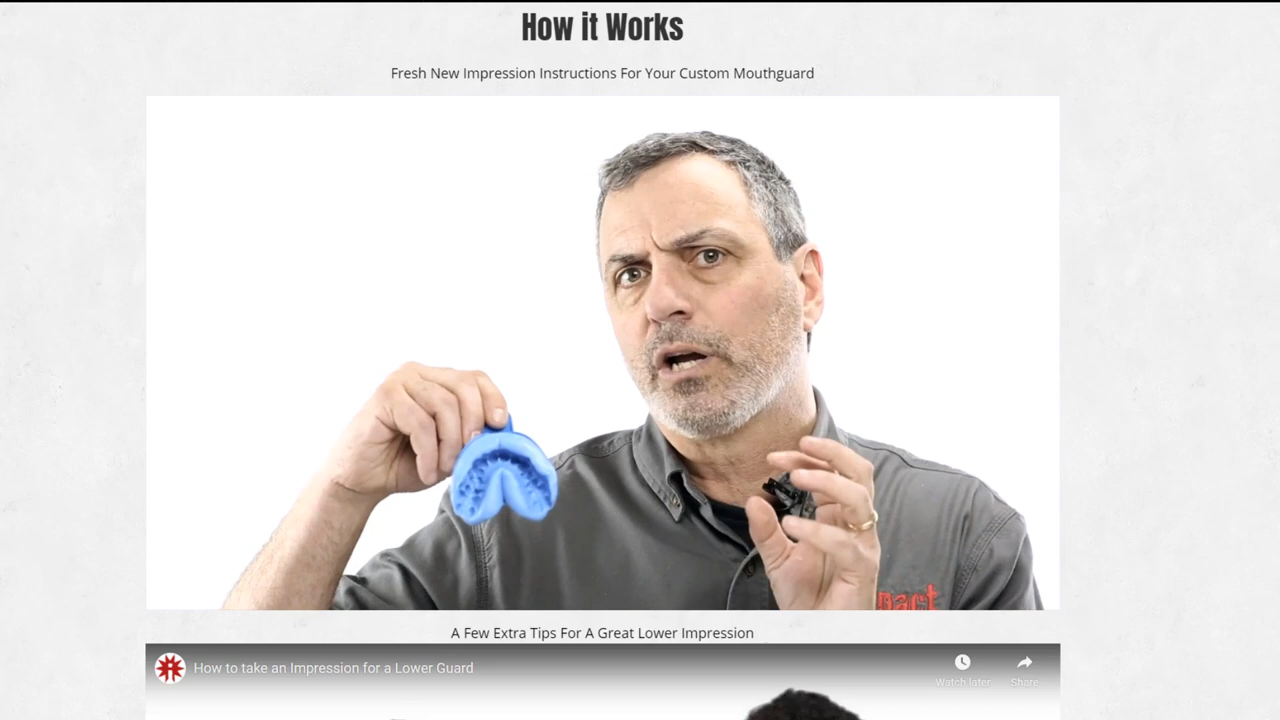 How it Works
Fresh New Impression Instructions For Your Custom Mouthguard
A Few Extra Tips For A Great Lower Impression
How to take an Impression for a Lower Guard
Watch later
Share